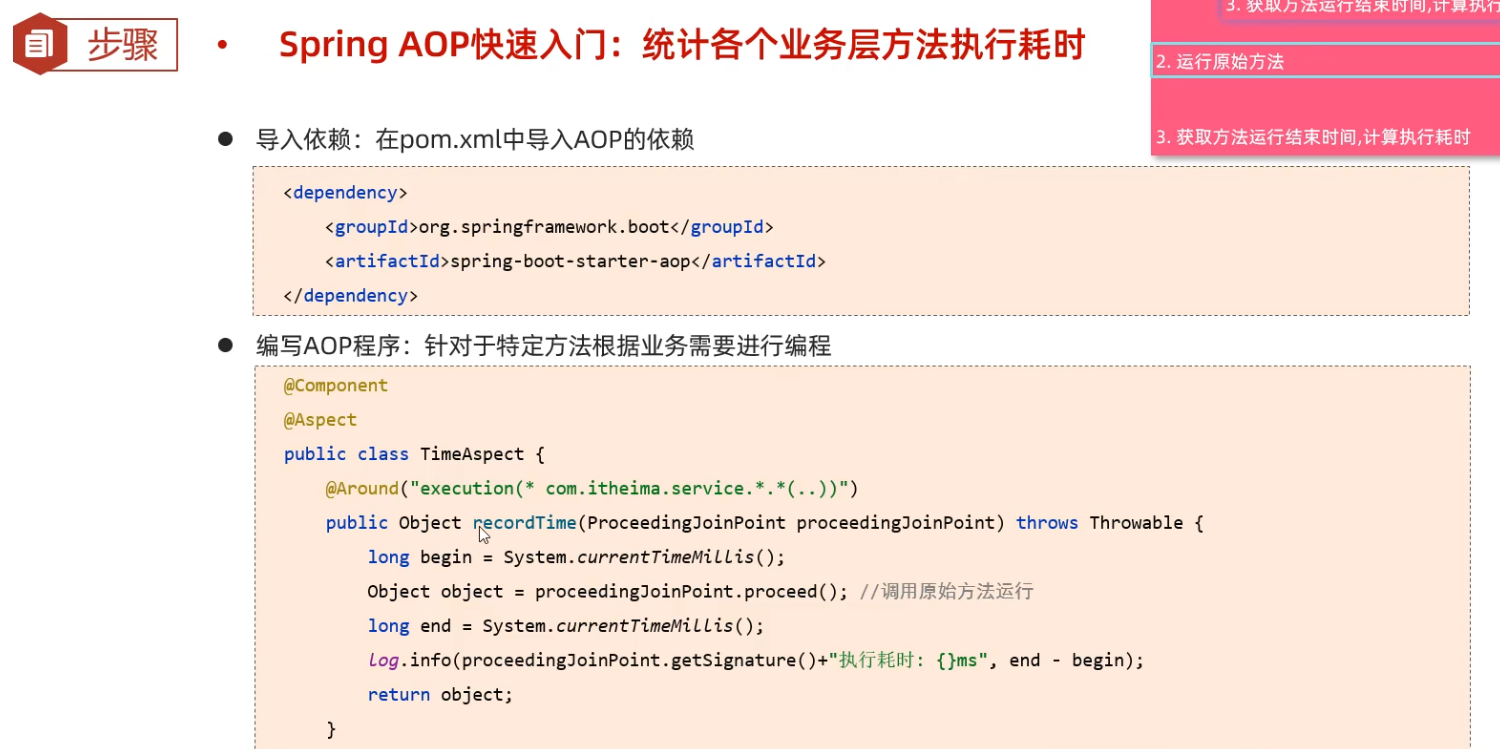 步骤
• Spring AOP快速入门：统计各个业务层方法执行耗时
3. 获取方法运行结束时间,计算执行
2. 运行原始方法
3. 获取方法运行结束时间,计算执行耗时
● 导入依赖：在pom.xml中导入AOP的依赖
<dependency>
    <groupId>org.springframework.boot</groupId>
    <artifactId>spring-boot-starter-aop</artifactId>
</dependency>
● 编写AOP程序：针对于特定方法根据业务需要进行编程
@Component
@Aspect
public class TimeAspect {
    @Around("execution(* com.itheima.service.*.*(..))")
    public Object recordTime(ProceedingJoinPoint proceedingJoinPoint) throws Throwable {
        long begin = System.currentTimeMillis();
        Object object = proceedingJoinPoint.proceed(); //调用原始方法运行
        long end = System.currentTimeMillis();
        log.info(proceedingJoinPoint.getSignature()+"执行耗时: {}ms", end - begin);
        return object;
    }